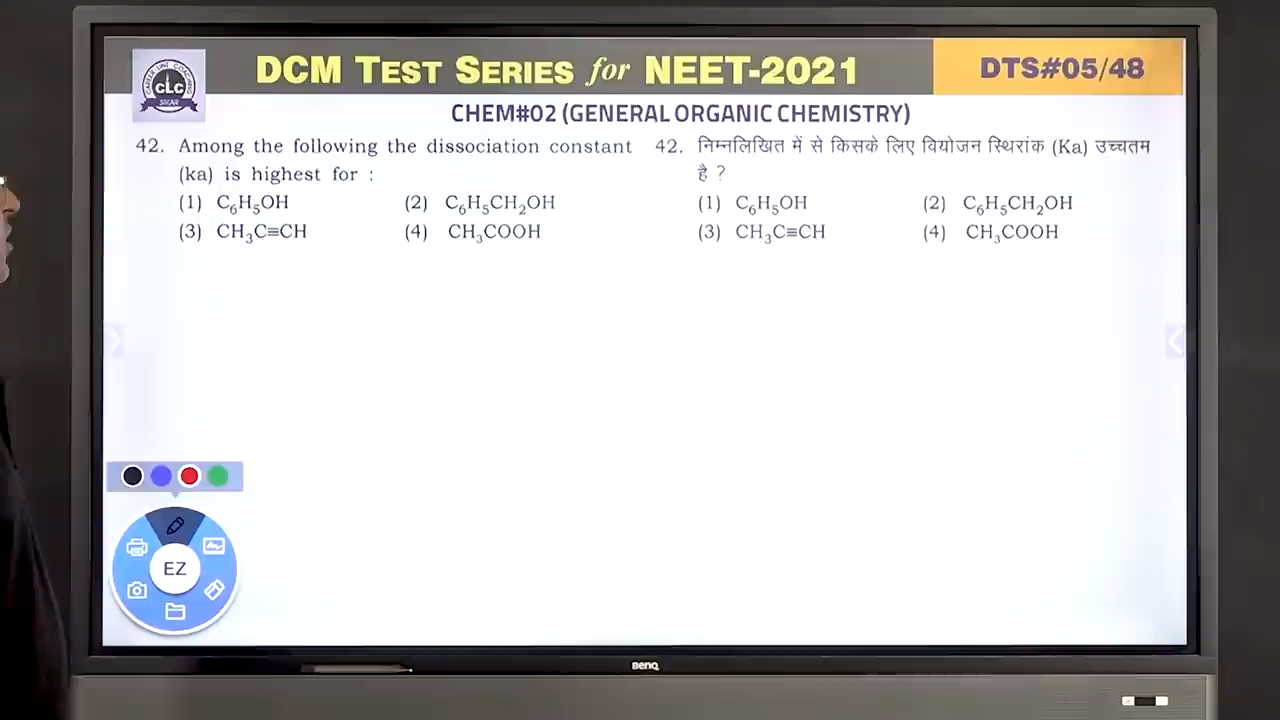 DCM TEST SERIES for NEET-2021
DTS#05/48
CLC
SIKAR
CHEM#02 (GENERAL ORGANIC CHEMISTRY)
42. Among the following the dissociation constant
(ka) is highest for :
(1) C₆H₅OH (2) C₆H₅CH₂OH
(3) CH₃C≡CH (4) CH₃COOH
42. निम्नलिखित में से किसके लिए वियोजन स्थिरांक (Ka) उच्चतम
है ?
(1) C₆H₅OH (2) C₆H₅CH₂OH
(3) CH₃C≡CH (4) CH₃COOH
EZ
BenQ